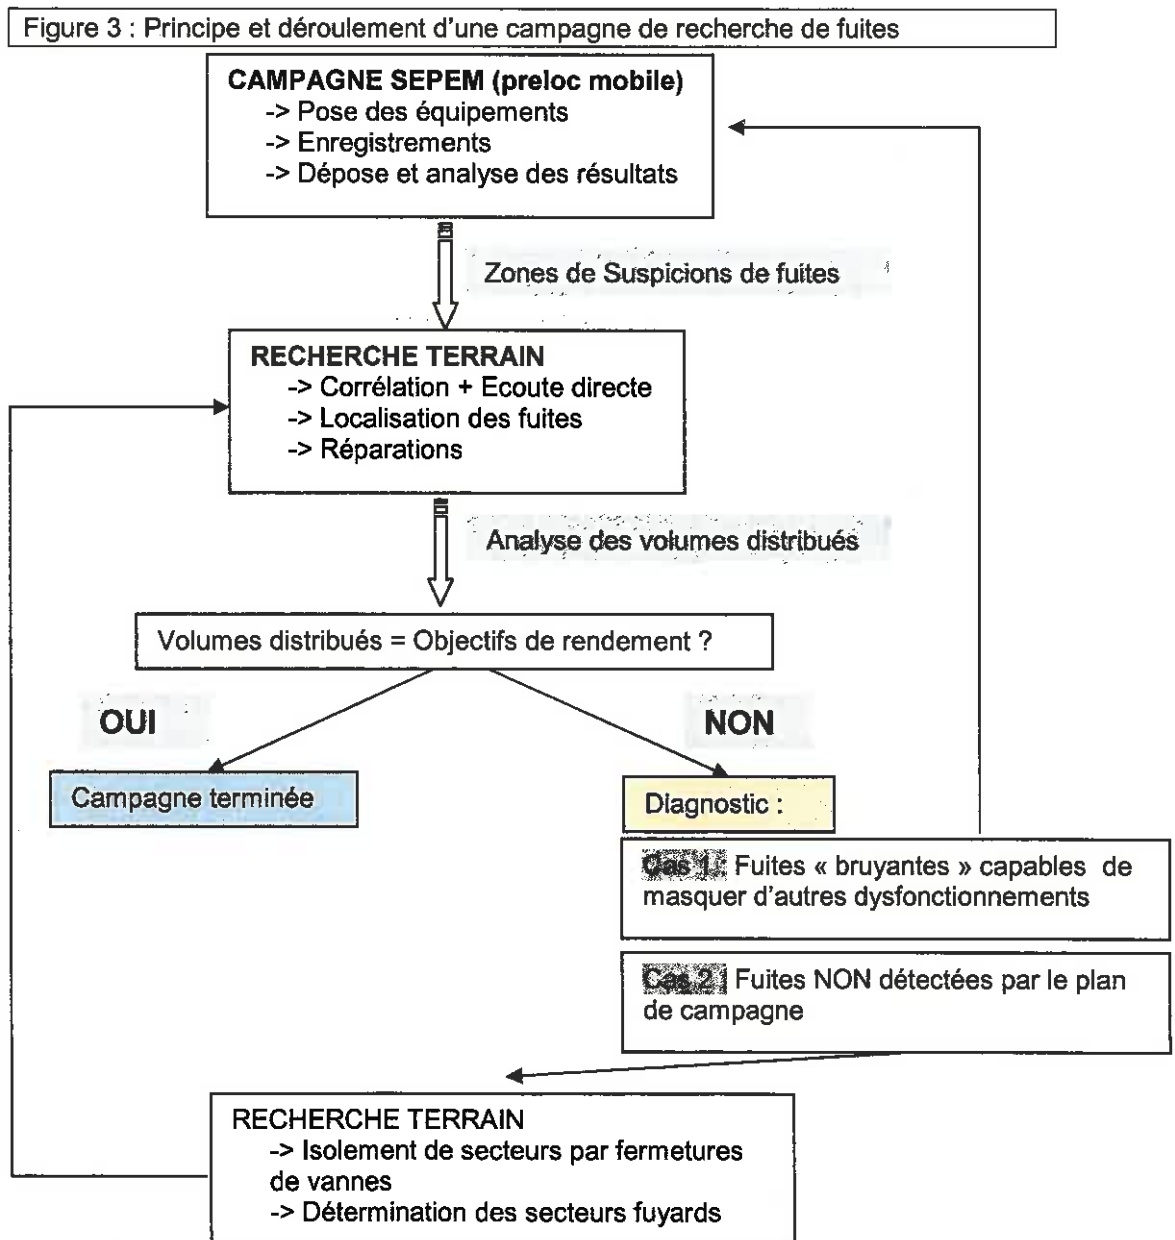 Figure 3 : Principe et déroulement d'une campagne de recherche de fuites
CAMPAGNE SEPEM (preloc mobile)
-> Pose des équipements
-> Enregistrements
-> Dépose et analyse des résultats
Zones de Suspicions de fuites
RECHERCHE TERRAIN
-> Corrélation + Ecoute directe
-> Localisation des fuites
-> Réparations
Analyse des volumes distribués
Volumes distribués = Objectifs de rendement ?
OUI
NON
Campagne terminée
Diagnostic :
Cas 1 : Fuites « bruyantes » capables de
masquer d'autres dysfonctionnements
Cas 2 : Fuites NON détectées par le plan
de campagne
RECHERCHE TERRAIN
-> Isolement de secteurs par fermetures
de vannes
-> Détermination des secteurs fuyards